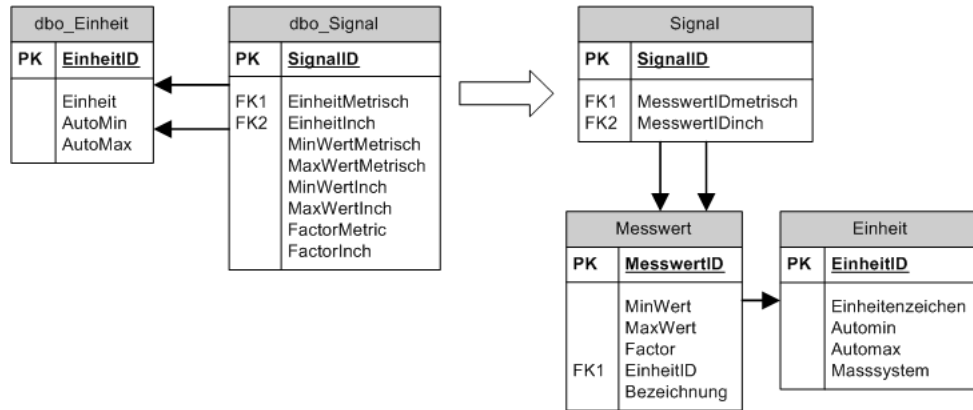 dbo_Einheit
PK EinheitID
Einheit
AutoMin
AutoMax
dbo_Signal
PK SignalID
FK1 EinheitMetrisch
FK2 EinheitInch
MinWertMetrisch
MaxWertMetrisch
MinWertInch
MaxWertInch
FactorMetric
FactorInch
Signal
PK SignalID
FK1 MesswertIDmetrisch
FK2 MesswertIDinch
Messwert
PK MesswertID
MinWert
MaxWert
Factor
FK1 EinheitID
Bezeichnung
Einheit
PK EinheitID
Einheitenzeichen
Automin
Automax
Masssystem